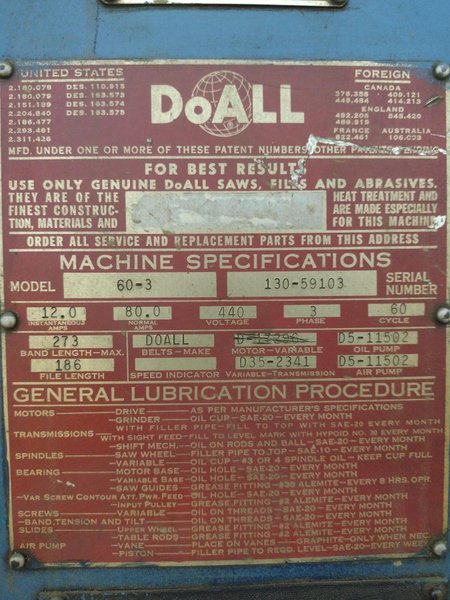 UNITED STATES
2.180.079 DES. 110.913
2.180.078 DES. 163.573
2.151.189 DES. 163.574
2.204.840 DES. 163.575
2.186.477
2.293.461
2.311.426
DoALL
FOREIGN
CANADA
376.356 409.121
449.484 414.213
ENGLAND
492.206 545.420
469.915
FRANCE AUSTRALIA
822.461 106.003
MFD. UNDER ONE OR MORE OF THESE PATENT NUMBERS, OTHER PATENTS PENDING
FOR BEST RESULTS
USE ONLY GENUINE DoALL SAWS, FILES AND ABRASIVES.
THEY ARE OF THE FINEST CONSTRUCTION, MATERIALS AND
HEAT TREATMENT AND ARE MADE ESPECIALLY FOR THIS MACHINE
ORDER ALL SERVICE AND REPLACEMENT PARTS FROM THIS ADDRESS
MACHINE SPECIFICATIONS
MODEL 60-3 130-59103 SERIAL NUMBER
12.0 80.0 440 3 60
INSTANTANEOUS AMPS NORMAL AMPS VOLTAGE PHASE CYCLE
273 DOALL D5-11502
BAND LENGTH-MAX. BELTS-MAKE MOTOR-VARIABLE OIL PUMP
186 D35-2341 D5-11502
FILE LENGTH SPEED INDICATOR VARIABLE-TRANSMISSION AIR PUMP
GENERAL LUBRICATION PROCEDURE
MOTORS DRIVE — AS PER MANUFACTURER'S SPECIFICATIONS
GRINDER — OIL CUP-SAE-20-EVERY MONTH
WITH FILLER PIPE-FILL TO TOP WITH SAE-20 EVERY MONTH
TRANSMISSIONS WITH SIGHT FEED-FILL TO LEVEL MARK WITH HYPOID NO. 90 EVERY MONTH
SHIFT MECH. — OIL ON RODS AND BALL-SAE-20-EVERY MONTH
SPINDLES SAW WHEEL — FILLER PIPE TO TOP-SAE-10-EVERY MONTH
VARIABLE — OIL CUP-#3 OR 4 SPINDLE OIL-KEEP CUP FULL
BEARING MOTOR BASE — OIL HOLE-SAE-20-EVERY MONTH
VARIABLE BASE — OIL HOLE-SAE-20-EVERY MONTH
SAW GUIDES — GREASE FITTING-#38 ALEMITE-EVERY 8 HRS. OPR.
VAR SCREW CONTOUR ATT. PWR. FEED — OIL HOLE-SAE-20-EVERY MONTH
INPUT PULLEY — GREASE FITTING-#2 ALEMITE-EVERY MONTH
SCREWS VARIABLE — OIL ON THREADS-SAE-20-EVERY MONTH
BAND, TENSION AND TILT — OIL ON THREADS-SAE-20-EVERY MONTH
SLIDES UPPER WHEEL — GREASE FITTING-#2 ALEMITE-EVERY MONTH
TABLE RODS — GREASE FITTING-#2 ALEMITE-EVERY MONTH
AIR PUMP VANE — PLACE ON VANES — GRAPHITE-ONLY WHEN NEC.
PISTON — FILLER PIPE TO REQD. LEVEL-SAE-20-EVERY WEEK